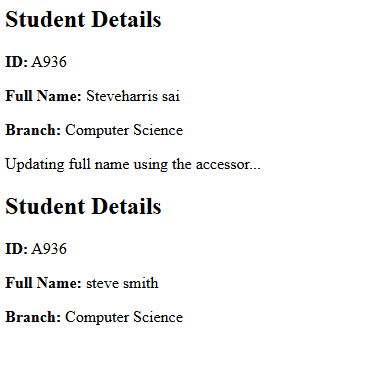 Student Details
ID: A936
Full Name: Steveharris sai
Branch: Computer Science
Updating full name using the accessor...
Student Details
ID: A936
Full Name: steve smith
Branch: Computer Science